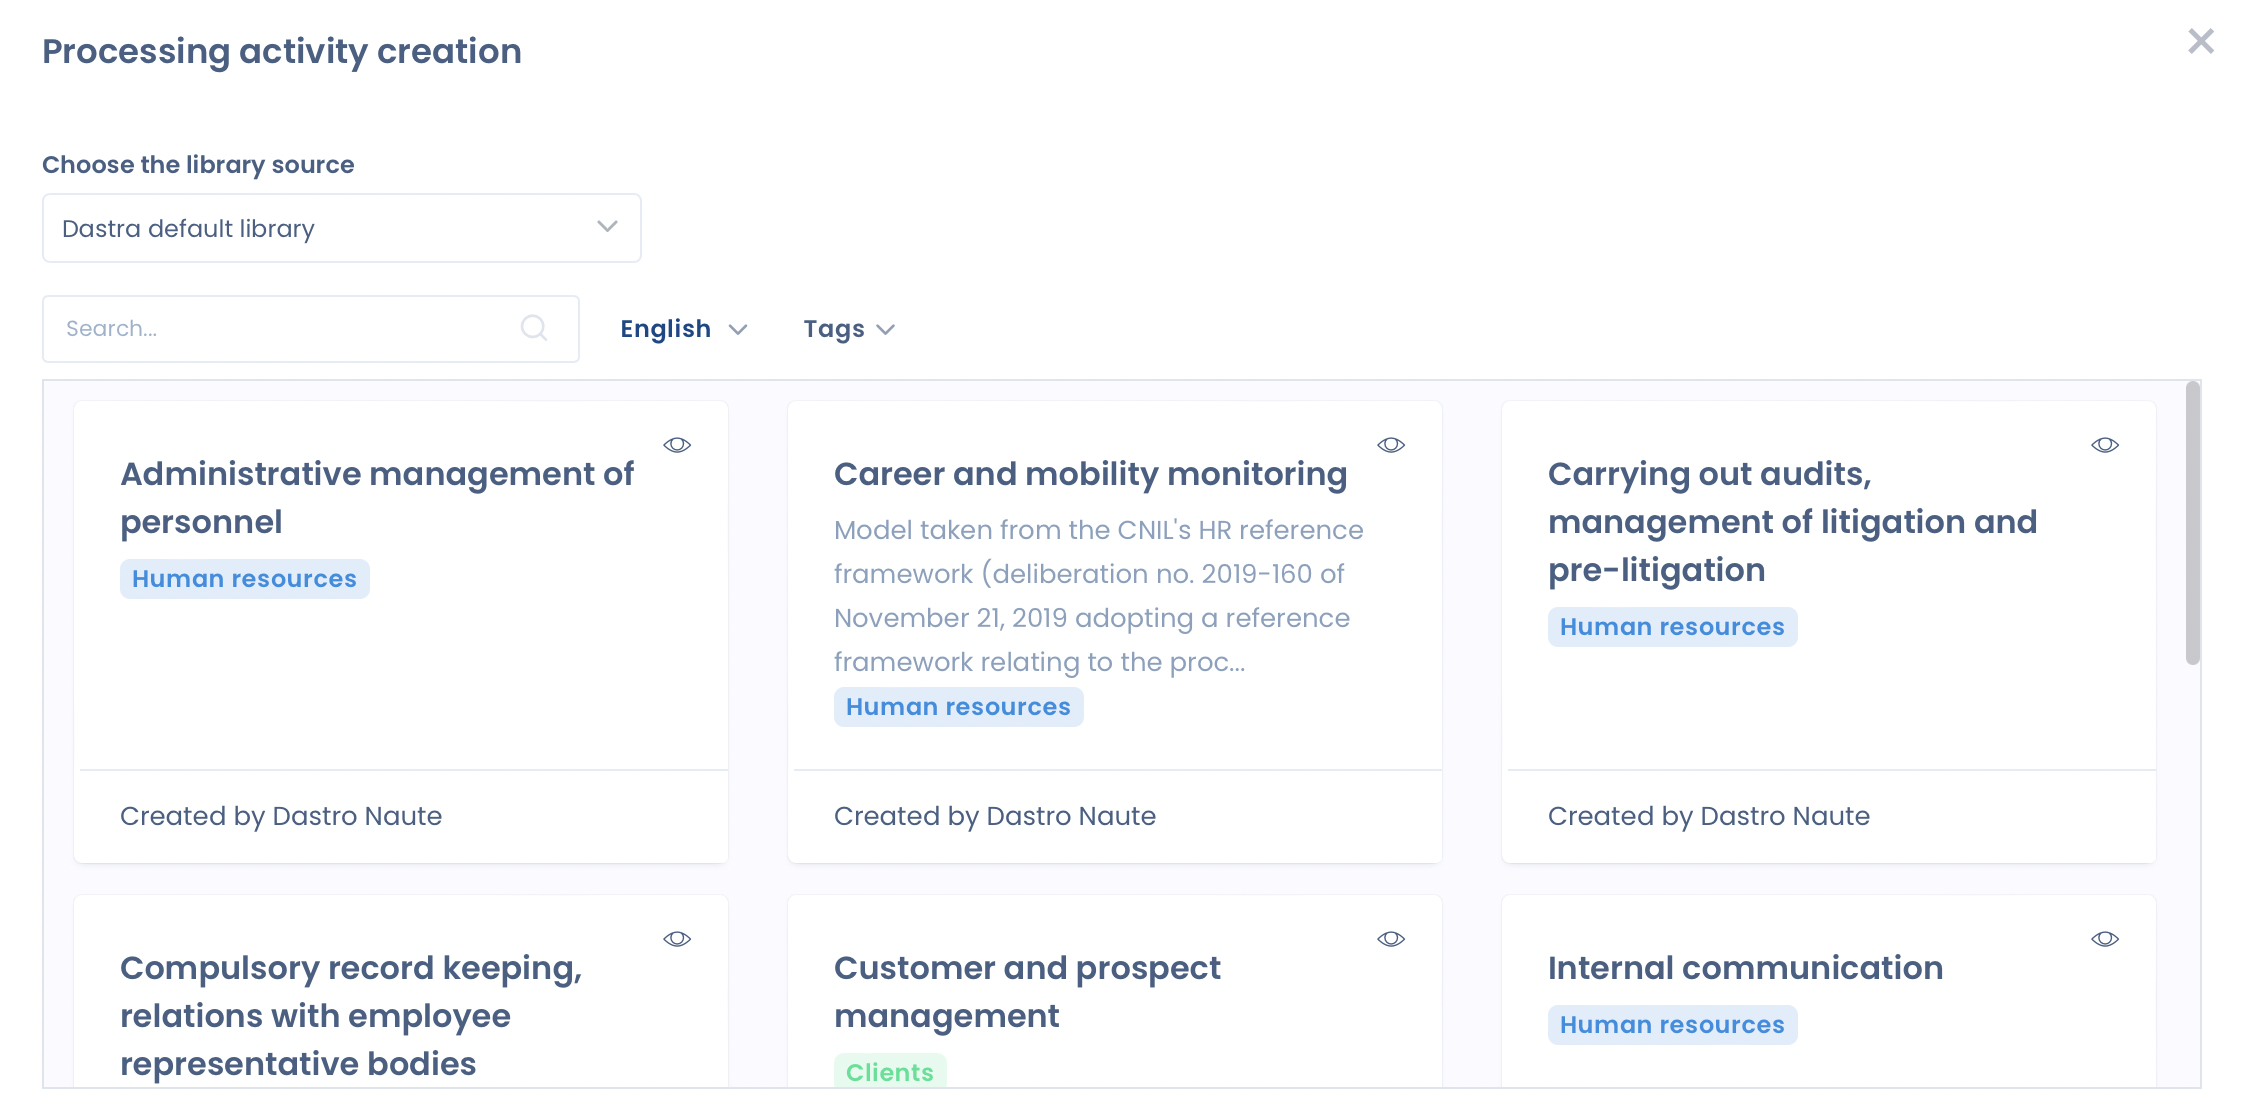 Processing activity creation
Choose the library source
Dastra default library
Search...
English
Tags
Administrative management of
personnel
Human resources
Created by Dastro Naute
Career and mobility monitoring
Model taken from the CNIL's HR reference
framework (deliberation no. 2019-160 of
November 21, 2019 adopting a reference
framework relating to the proc...
Human resources
Created by Dastro Naute
Carrying out audits,
management of litigation and
pre-litigation
Human resources
Created by Dastro Naute
Compulsory record keeping,
relations with employee
representative bodies
Customer and prospect
management
Clients
Internal communication
Human resources